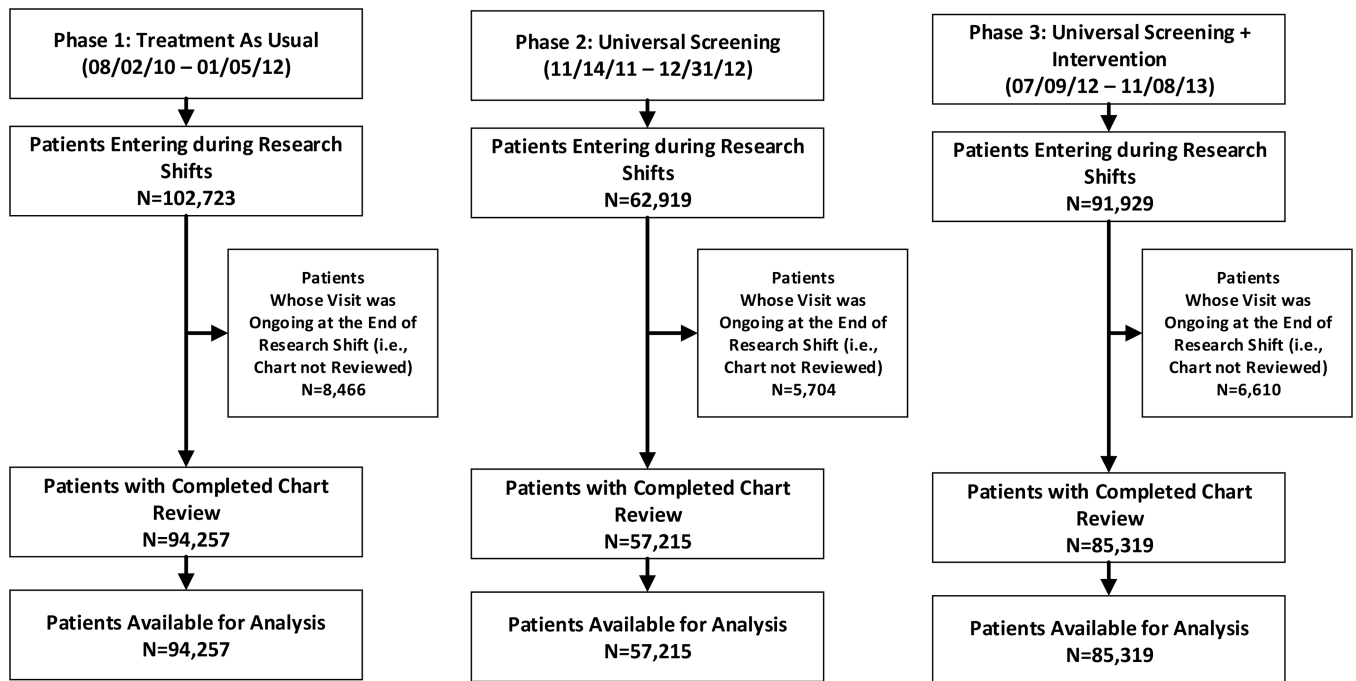 Phase 1: Treatment As Usual
(08/02/10 – 01/05/12)
Patients Entering during Research
Shifts
N=102,723
Patients
Whose Visit was
Ongoing at the End of
Research Shift (i.e.,
Chart not Reviewed)
N=8,466
Patients with Completed Chart
Review
N=94,257
Patients Available for Analysis
N=94,257
Phase 2: Universal Screening
(11/14/11 – 12/31/12)
Patients Entering during Research
Shifts
N=62,919
Patients
Whose Visit was
Ongoing at the End of
Research Shift (i.e.,
Chart not Reviewed)
N=5,704
Patients with Completed Chart
Review
N=57,215
Patients Available for Analysis
N=57,215
Phase 3: Universal Screening +
Intervention
(07/09/12 – 11/08/13)
Patients Entering during Research
Shifts
N=91,929
Patients
Whose Visit was
Ongoing at the End of
Research Shift (i.e.,
Chart not Reviewed)
N=6,610
Patients with Completed Chart
Review
N=85,319
Patients Available for Analysis
N=85,319